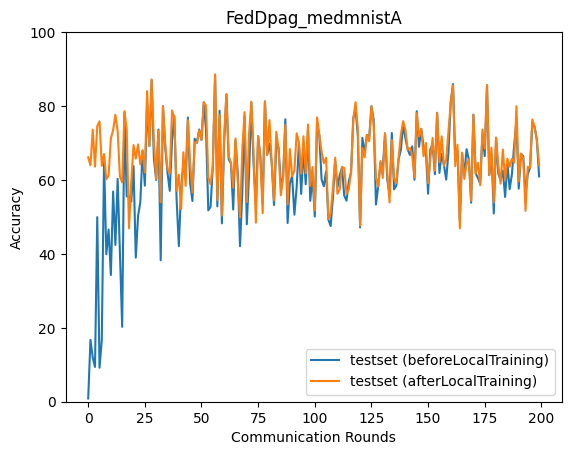 FedDpag_medmnistA
100
80
60
40
20
0
Accuracy
0 25 50 75 100 125 150 175 200
Communication Rounds
testset (beforeLocalTraining)
testset (afterLocalTraining)